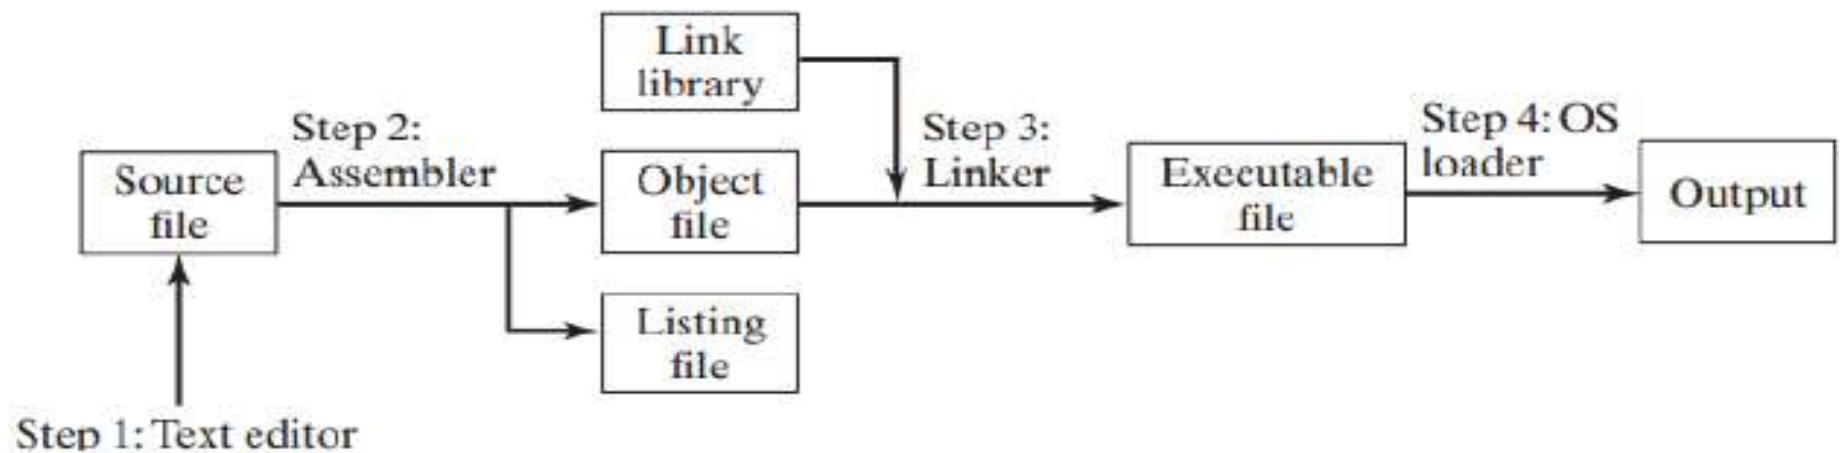 Link
library
Step 2:
Assembler
Step 3:
Linker
Step 4: OS
loader
Source
file
Object
file
Executable
file
Output
Listing
file
Step 1: Text editor